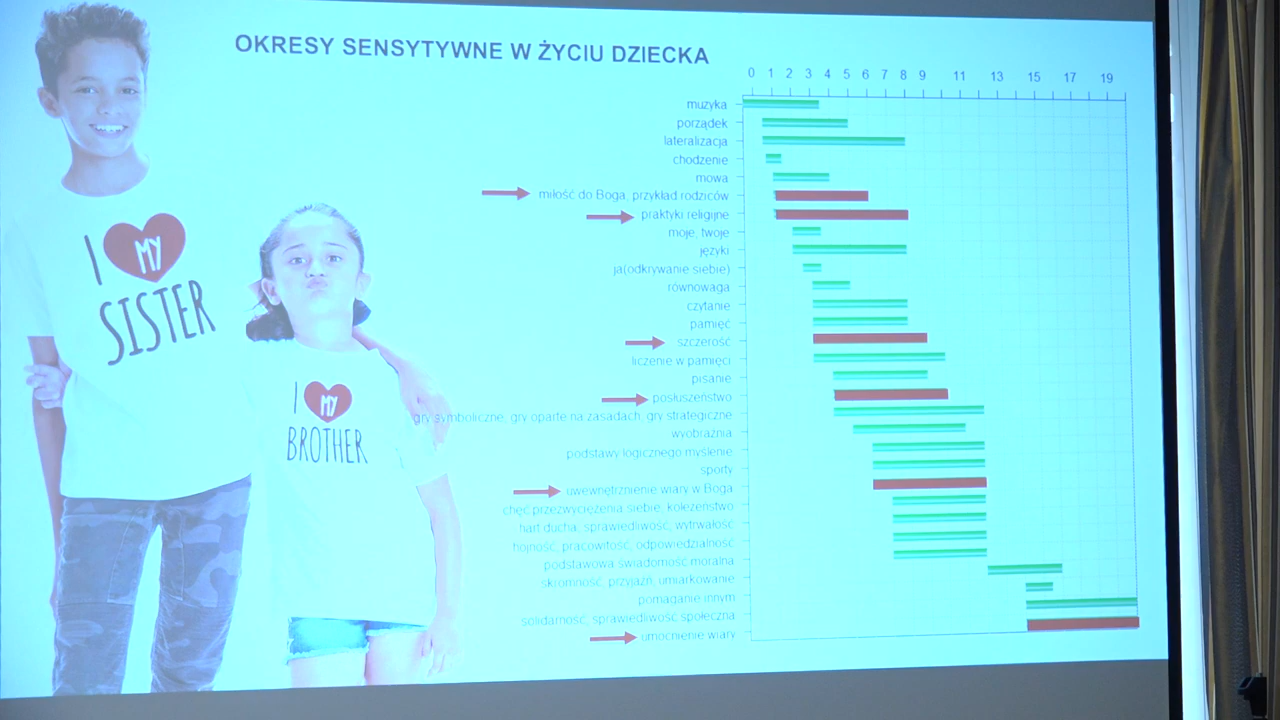 OKRESY SENSYTYWNE W ŻYCIU DZIECKA
0 1 2 3 4 5 6 7 8 9 11 13 15 17 19
muzyka
porządek
lateralizacja
chodzenie
mowa
miłość do Boga, przykład rodziców
praktyki religijne
moje, twoje
języki
ja(odkrywanie siebie)
równowaga
czytanie
pamięć
szczerość
liczenie w pamięci
pisanie
posłuszeństwo
gry symboliczne, gry oparte na zasadach, gry strategiczne
wyobraźnia
podstawy logicznego myślenie
sporty
uwewnętrznienie wiary w Boga
chęć przezwyciężenia siebie, koleżeństwo
hart ducha, sprawiedliwość, wytrwałość
hojność, pracowitość, odpowiedzialność
podstawowa świadomość moralna
skromność, przyjaźń, umiarkowanie
pomaganie innym
solidarność, sprawiedliwość społeczna
umocnienie wiary
I MY
SISTER
I MY
BROTHER